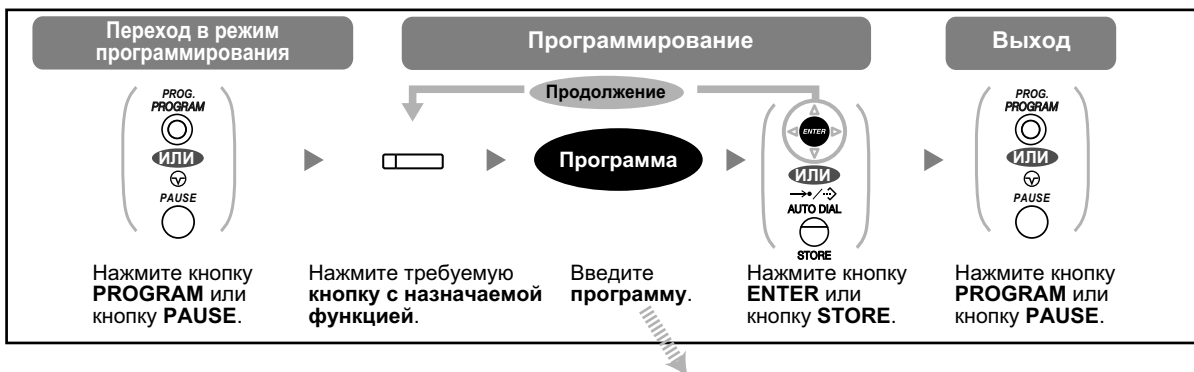 Переход в режим
программирования
Программирование
Выход
Продолжение
PROG.
PROGRAM
ИЛИ
PAUSE
Программа
ENTER
ИЛИ
AUTO DIAL
STORE
PROG.
PROGRAM
ИЛИ
PAUSE
Нажмите кнопку
PROGRAM или
кнопку PAUSE.
Нажмите требуемую
кнопку с назначаемой
функцией.
Введите
программу.
Нажмите кнопку
ENTER или
кнопку STORE.
Нажмите кнопку
PROGRAM или
кнопку PAUSE.